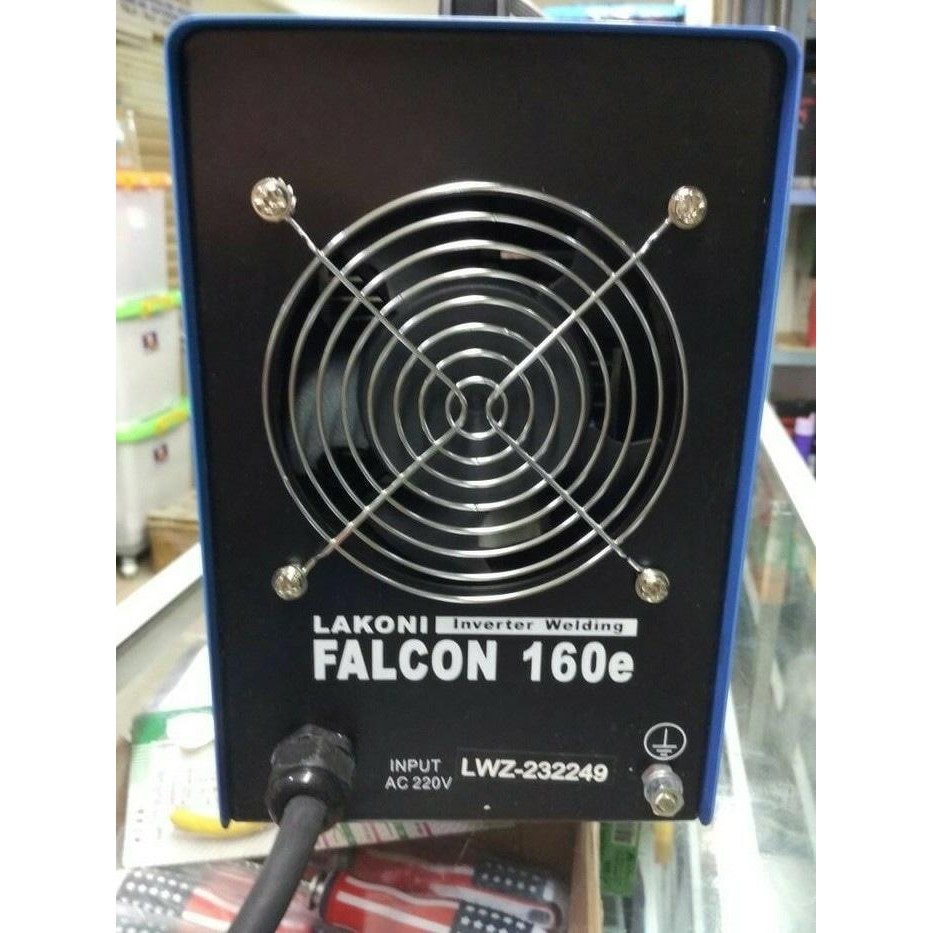 LAKONI Inverter Welding
FALCON 160e
INPUT
AC 220V
LWZ-232249